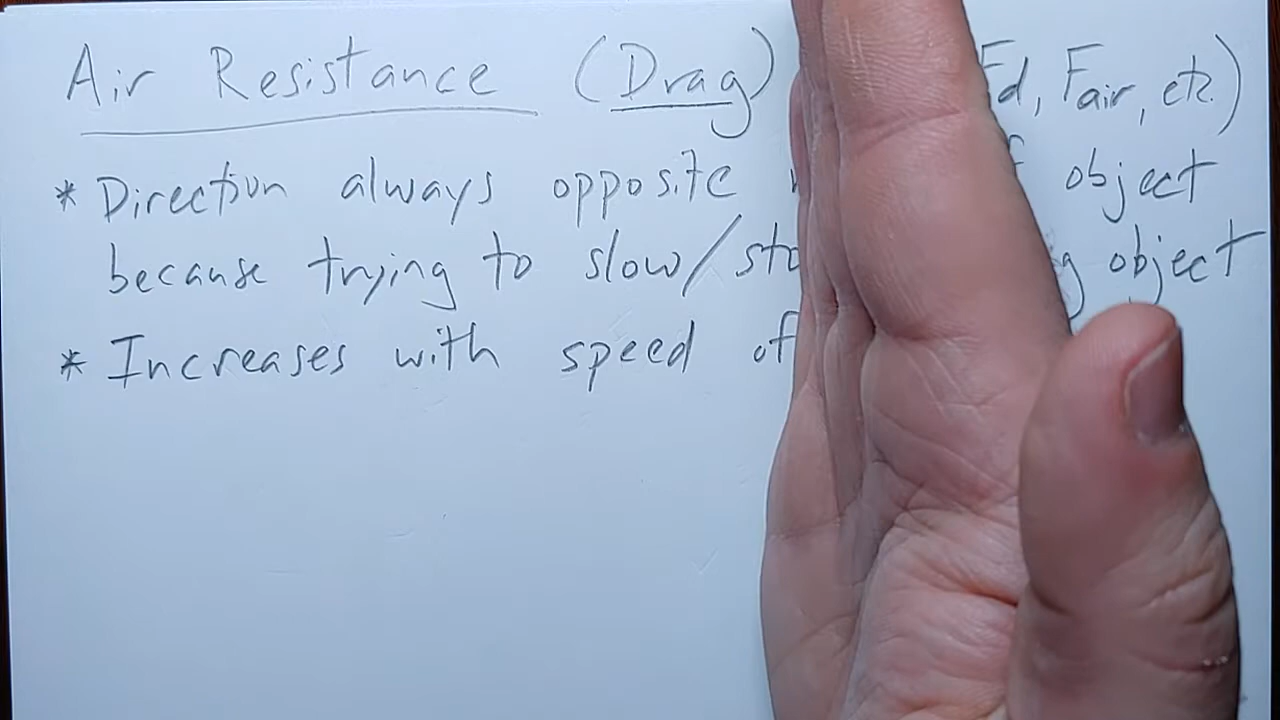 Air Resistance (Drag) Fd, Fair, etc.)
* Direction always opposite object
because trying to slow/sto object
* Increases with speed of